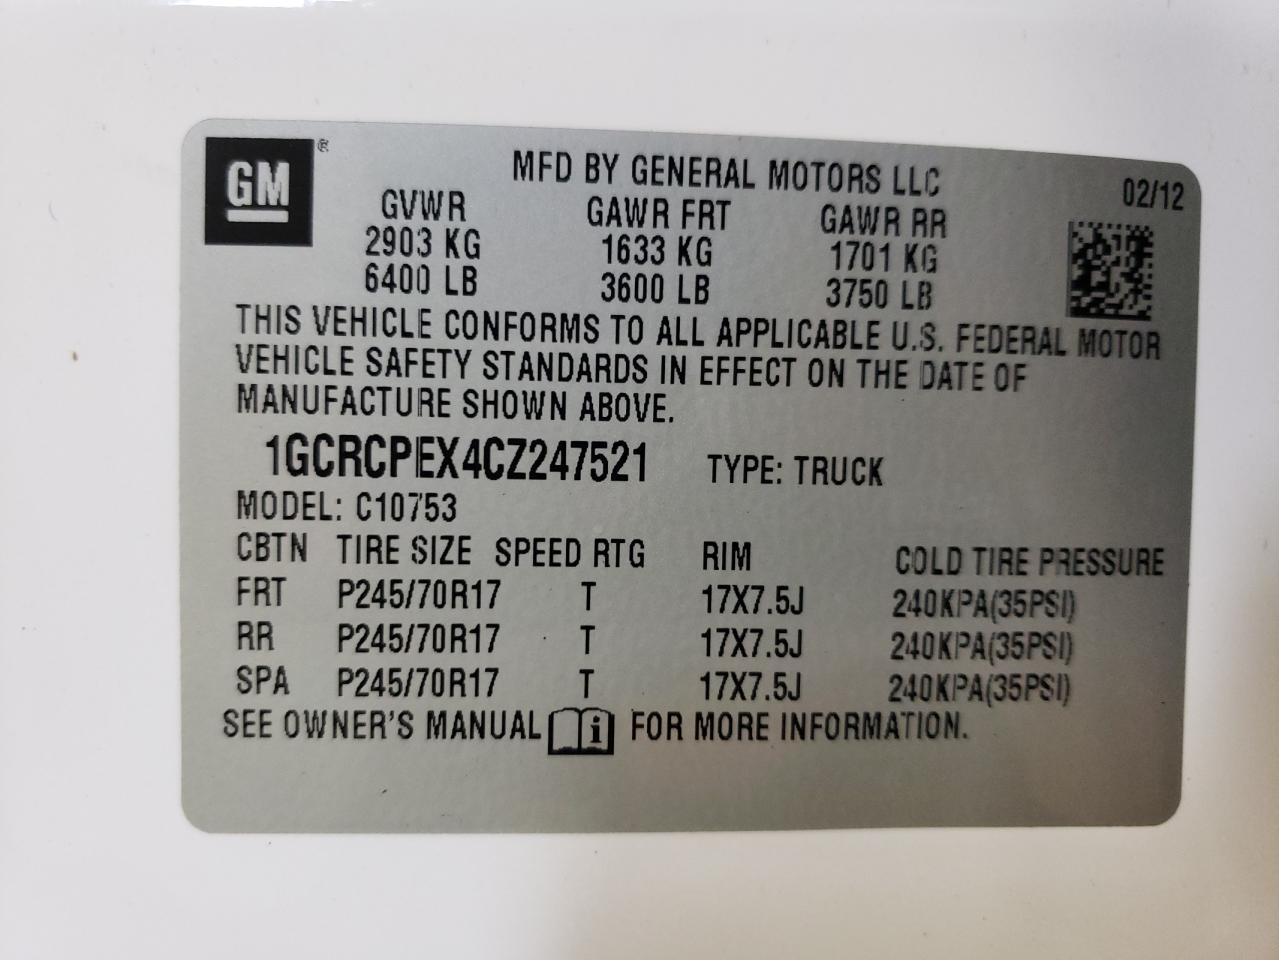 GM®
MFD BY GENERAL MOTORS LLC 02/12
GVWR GAWR FRT GAWR RR
2903 KG 1633 KG 1701 KG
6400 LB 3600 LB 3750 LB
THIS VEHICLE CONFORMS TO ALL APPLICABLE U.S. FEDERAL MOTOR
VEHICLE SAFETY STANDARDS IN EFFECT ON THE DATE OF
MANUFACTURE SHOWN ABOVE.
1GCRCPEX4CZ247521 TYPE: TRUCK
MODEL: C10753
CBTN TIRE SIZE SPEED RTG RIM COLD TIRE PRESSURE
FRT P245/70R17 T 17X7.5J 240KPA(35PSI)
RR P245/70R17 T 17X7.5J 240KPA(35PSI)
SPA P245/70R17 T 17X7.5J 240KPA(35PSI)
SEE OWNER'S MANUAL i FOR MORE INFORMATION.